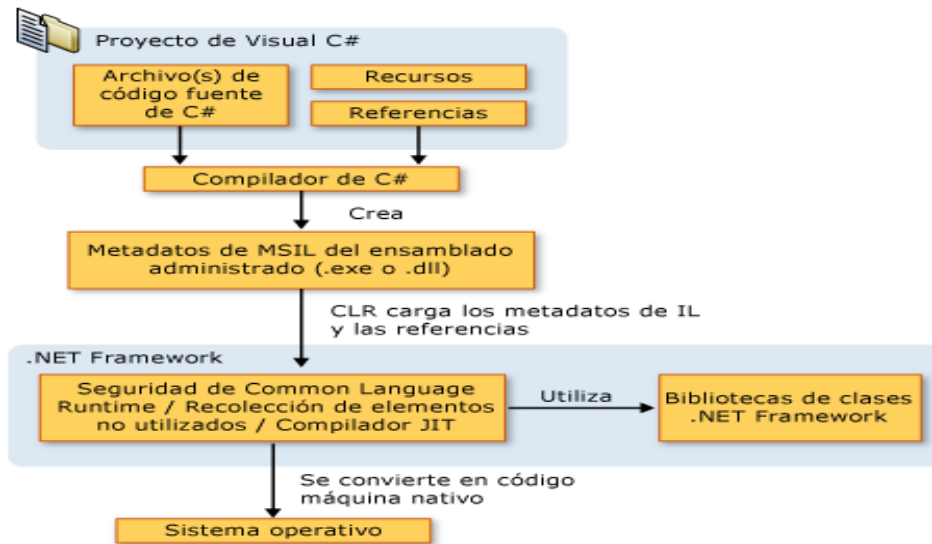 Proyecto de Visual C#
Archivo(s) de
código fuente
de C#
Recursos
Referencias
Compilador de C#
Crea
Metadatos de MSIL del ensamblado
administrado (.exe o .dll)
CLR carga los metadatos de IL
y las referencias
.NET Framework
Seguridad de Common Language
Runtime / Recolección de elementos
no utilizados / Compilador JIT
Utiliza
Bibliotecas de clases
.NET Framework
Se convierte en código
máquina nativo
Sistema operativo